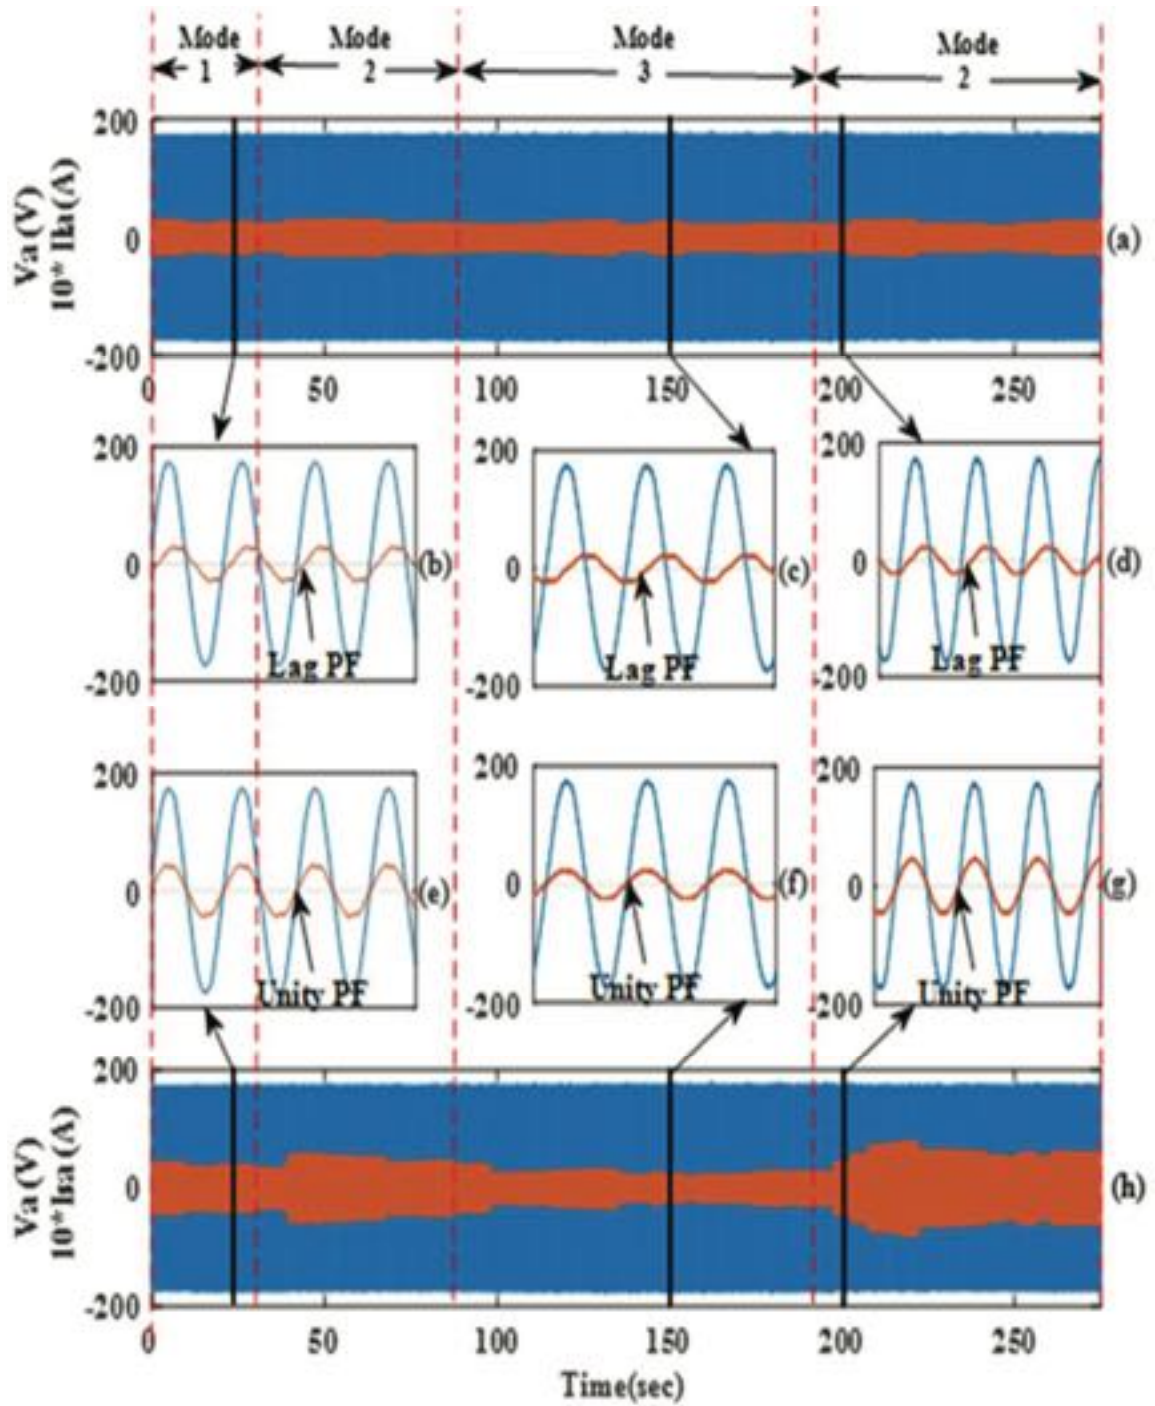 Mode Mode Mode Mode
1 2 3 2
200
0
-200
Va (V)
(a)
0 50 100 150 200 250
200 200 200
0 0 0
-200 -200 -200
(b) (c) (d)
Lag PF Lag PF Lag PF
200 200 200
0 0 0
-200 -200 -200
(e) (f) (g)
Unity PF Unity PF Unity PF
200
0
-200
Va (V)
10*Isa (A)
(h)
0 50 100 150 200 250
Time(sec)